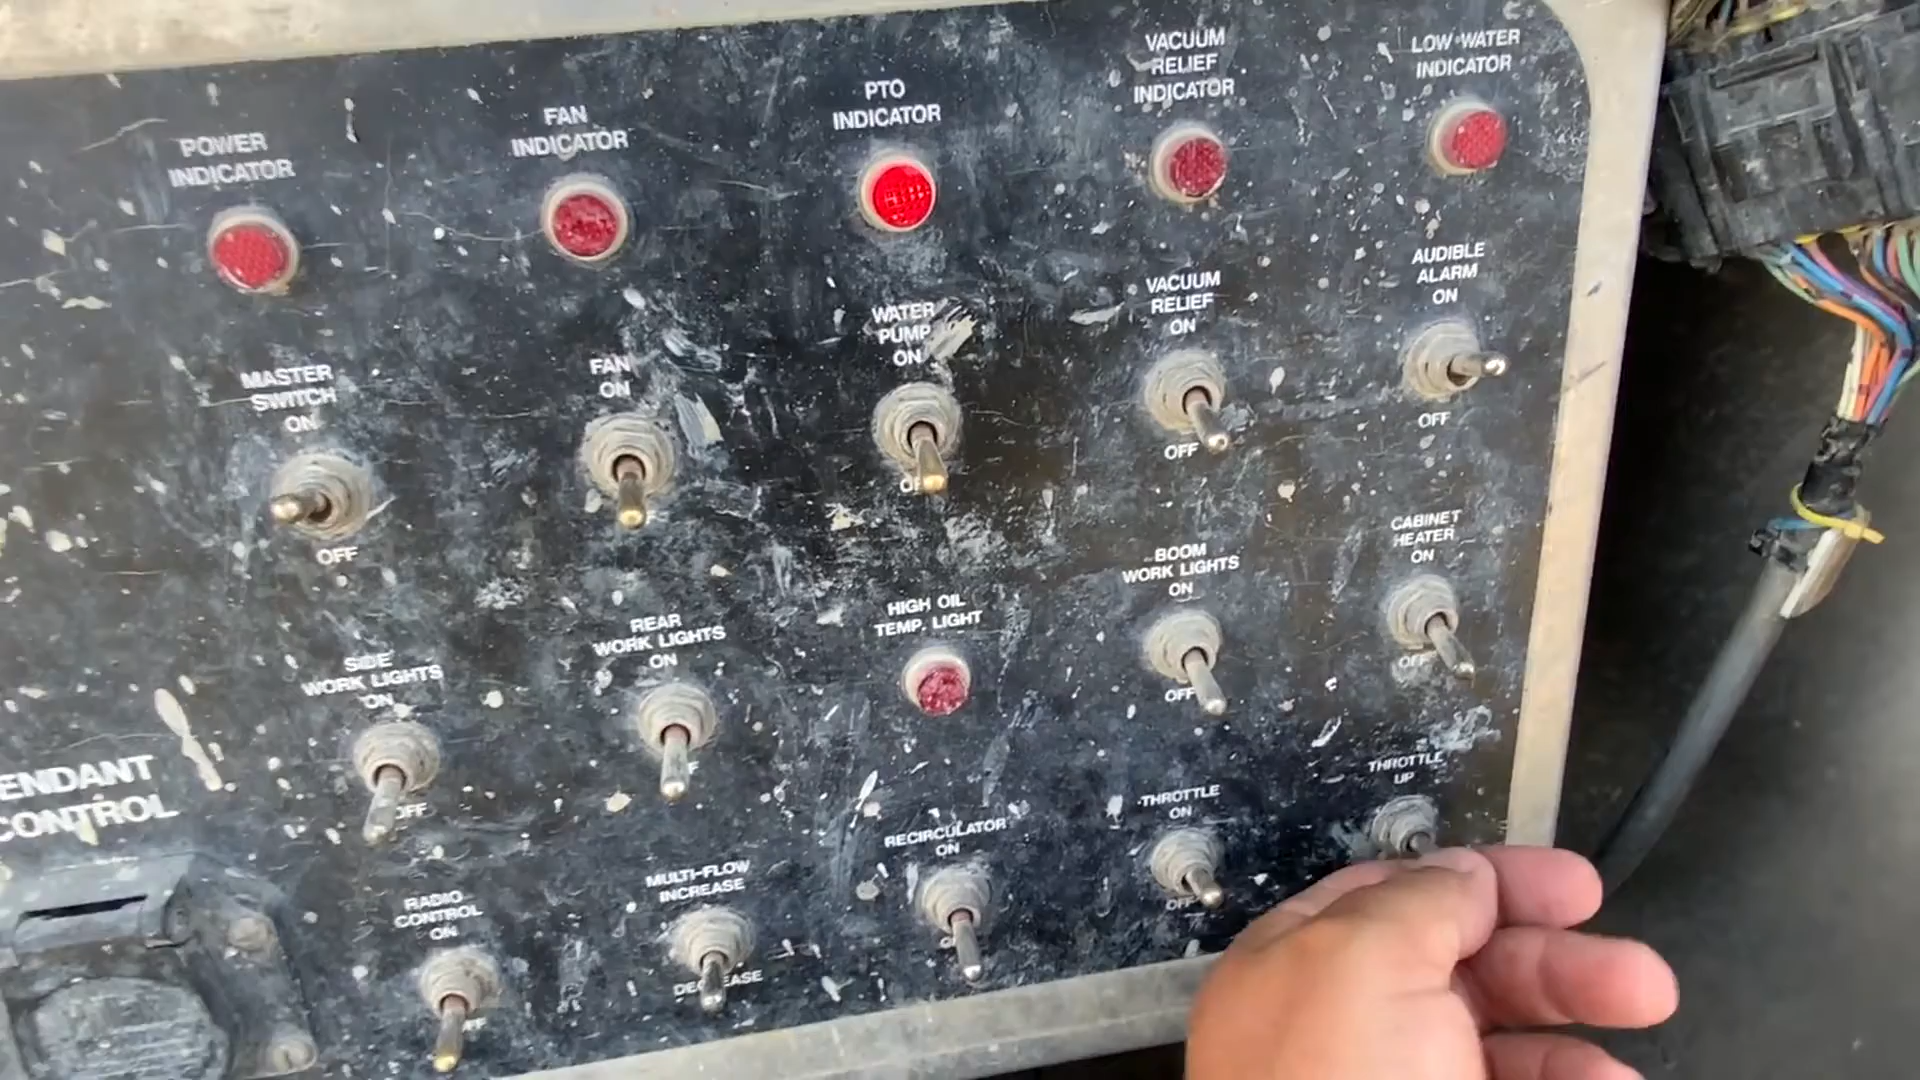 POWER
INDICATOR
FAN
INDICATOR
PTO
INDICATOR
VACUUM
RELIEF
INDICATOR
LOW WATER
INDICATOR
MASTER
SWITCH
ON
OFF
FAN
ON
WATER
PUMP
ON
VACUUM
RELIEF
ON
OFF
AUDIBLE
ALARM
ON
OFF
SIDE
WORK LIGHTS
ON
OFF
REAR
WORK LIGHTS
ON
HIGH OIL
TEMP. LIGHT
BOOM
WORK LIGHTS
ON
OFF
CABINET
HEATER
ON
OFF
ENDANT
CONTROL
RADIO
CONTROL
ON
MULTI-FLOW
INCREASE
RECIRCULATOR
ON
THROTTLE
ON
OFF
THROTTLE
UP